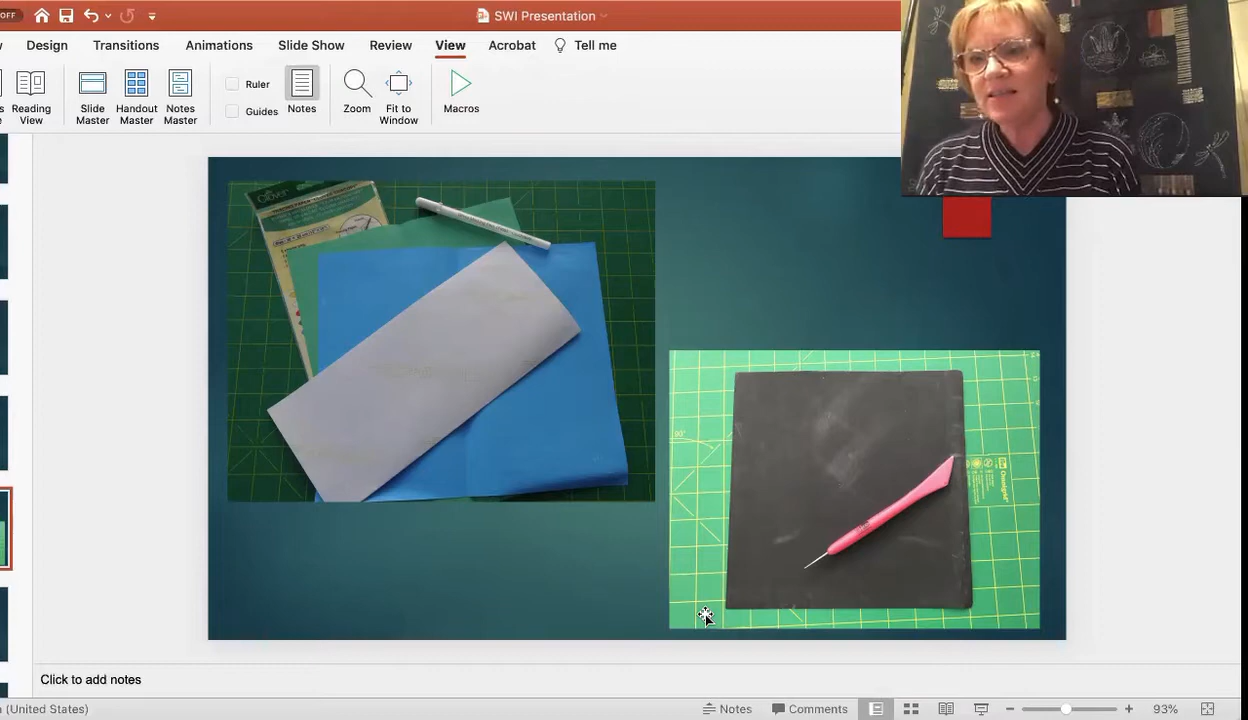 OFF
SWI Presentation
Design
Transitions
Animations
Slide Show
Review
View
Acrobat
Tell me
Reading
View
Slide
Master
Handout
Master
Notes
Master
Ruler
Guides
Notes
Zoom
Fit to
Window
Macros
Clover
90°
Omnigrid
Click to add notes
(United States)
Notes
Comments
93%